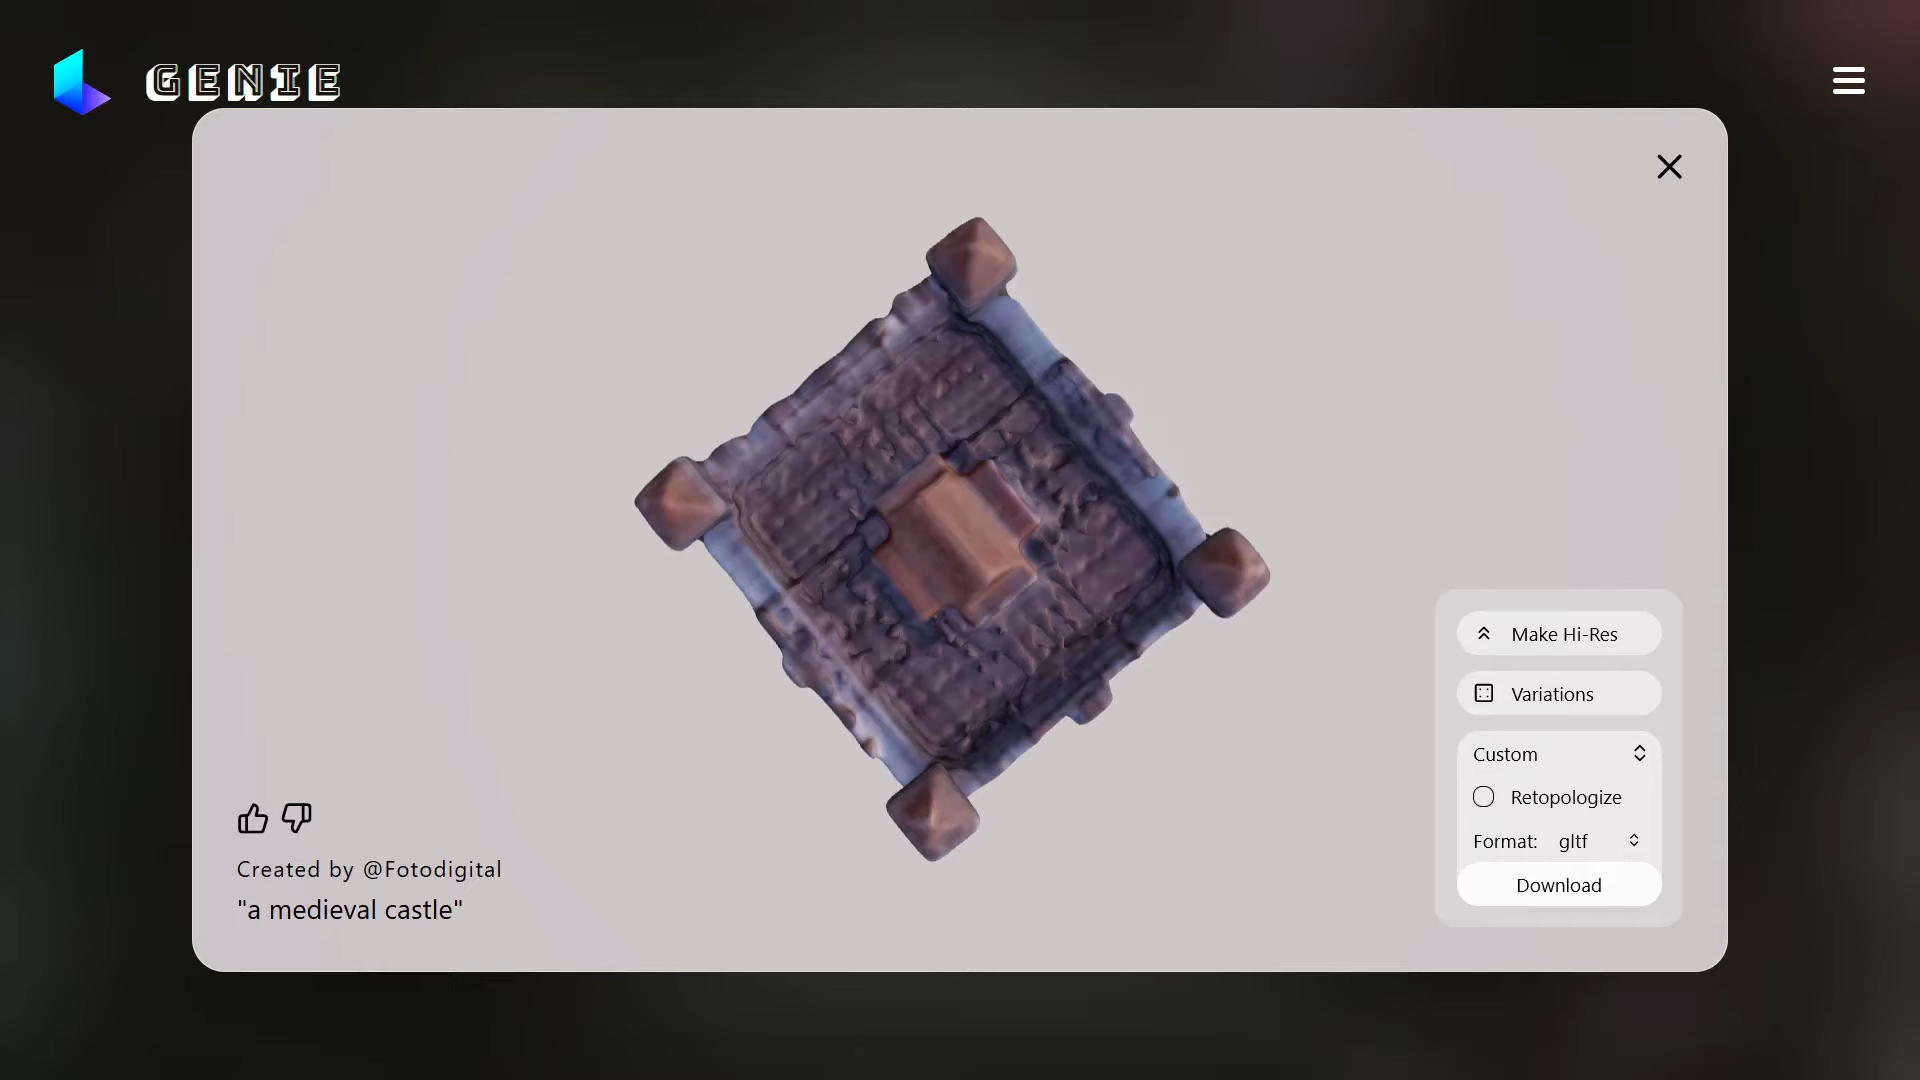 GENIE
Make Hi-Res
Variations
Custom
Retopologize
Format: gltf
Download
Created by @Fotodigital
"a medieval castle"